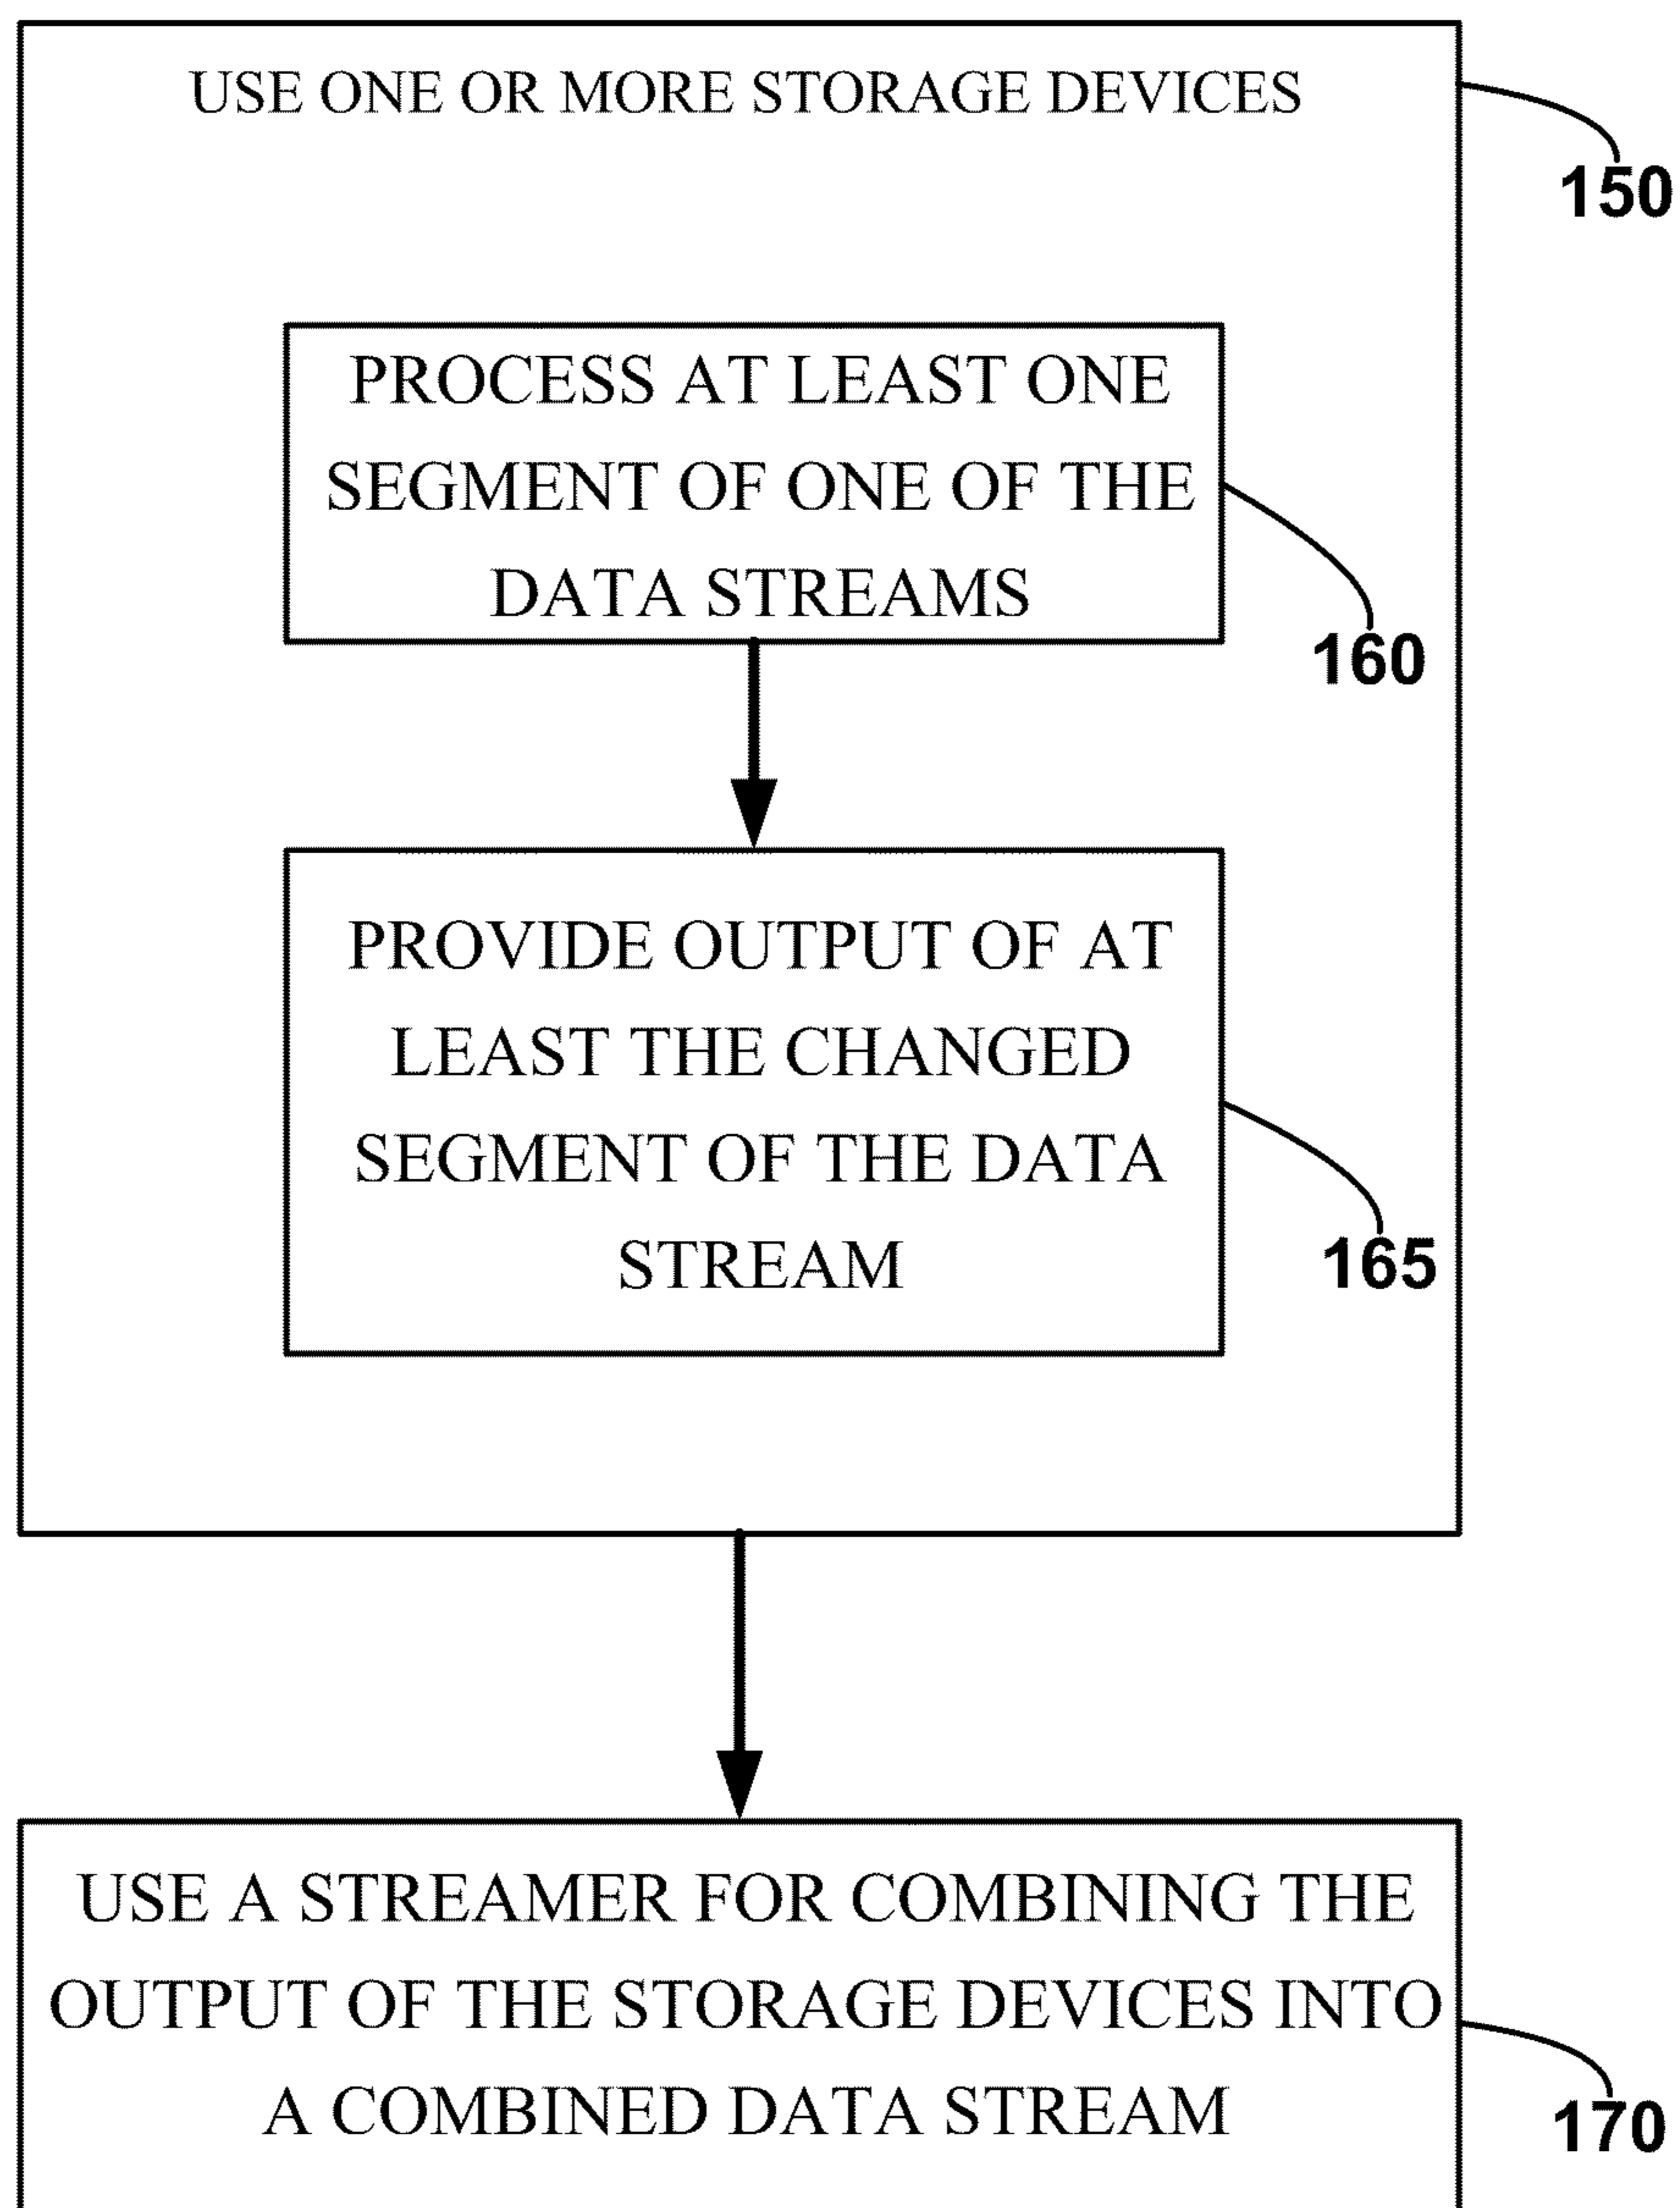 USE ONE OR MORE STORAGE DEVICES
150
PROCESS AT LEAST ONE
SEGMENT OF ONE OF THE
DATA STREAMS
160
PROVIDE OUTPUT OF AT
LEAST THE CHANGED
SEGMENT OF THE DATA
STREAM
165
USE A STREAMER FOR COMBINING THE
OUTPUT OF THE STORAGE DEVICES INTO
A COMBINED DATA STREAM
170